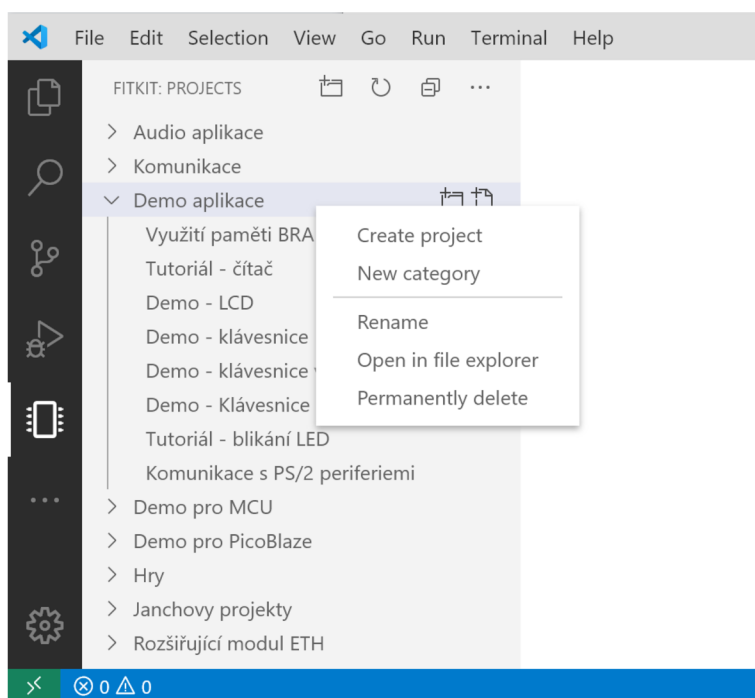 File Edit Selection View Go Run Terminal Help
FITKIT: PROJECTS
Audio aplikace
Komunikace
Demo aplikace
Využití paměti BRA
Tutoriál - čítač
Demo - LCD
Demo - klávesnice
Demo - klávesnice
Demo - Klávesnice
Tutoriál - blikání LED
Komunikace s PS/2 periferiemi
Demo pro MCU
Demo pro PicoBlaze
Hry
Janchovy projekty
Rozšiřující modul ETH
Create project
New category
Rename
Open in file explorer
Permanently delete
0 0